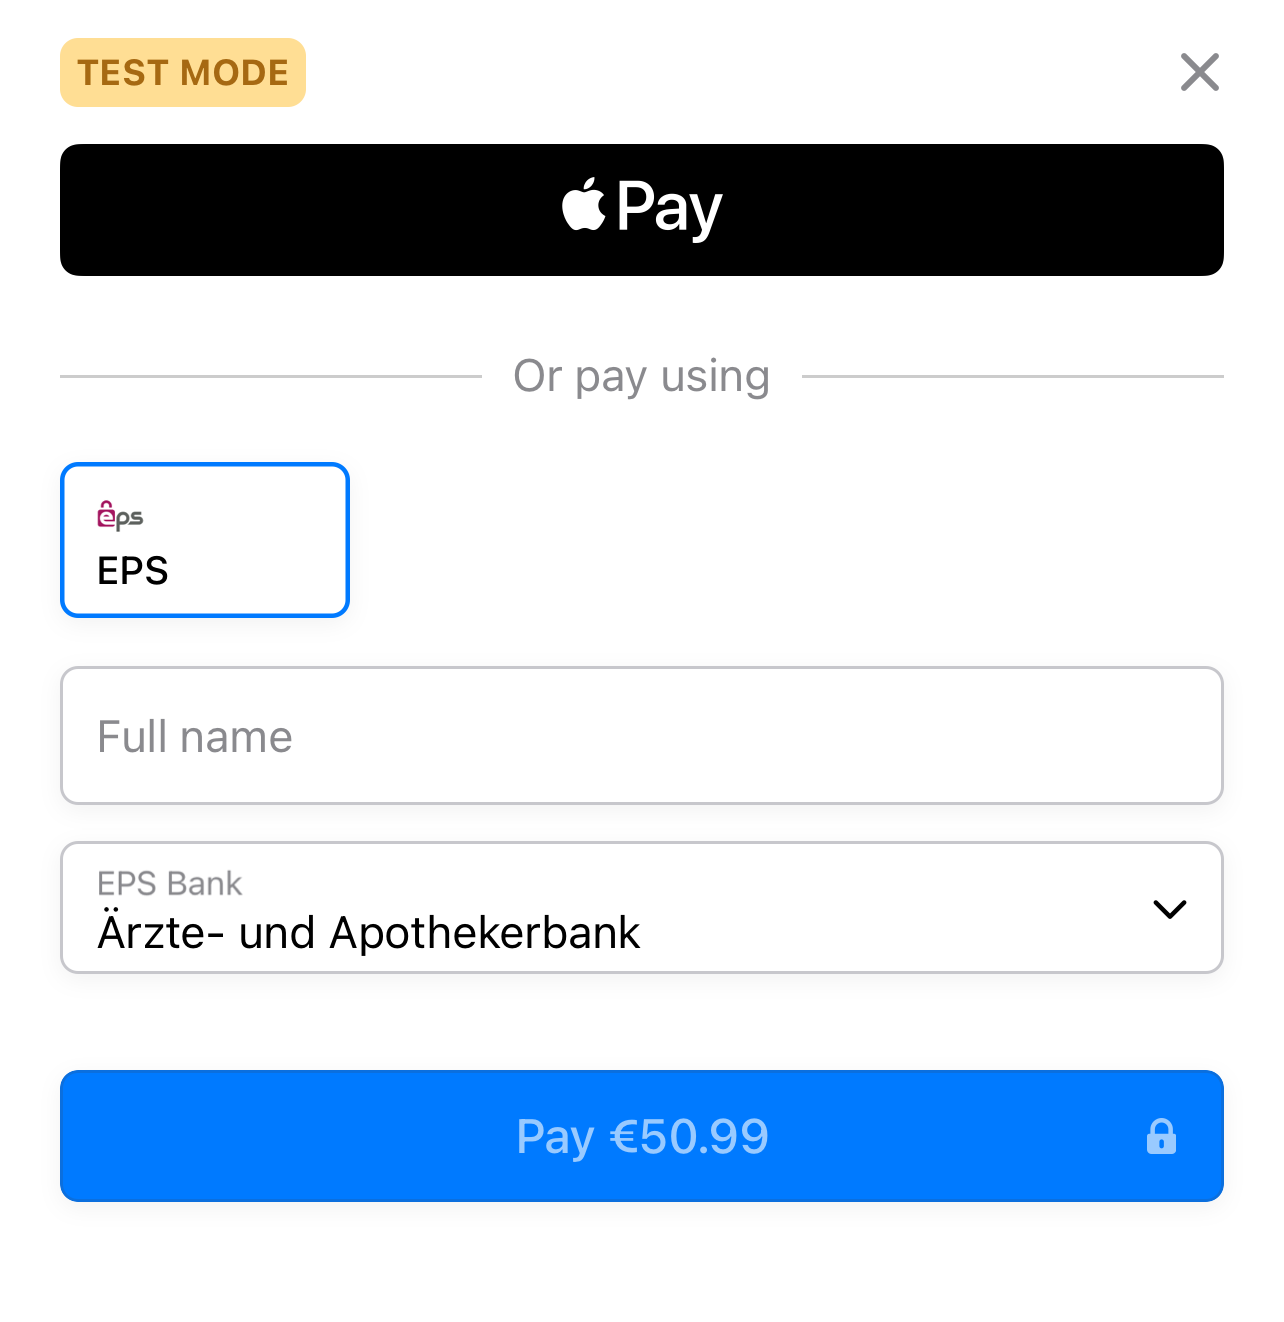 TEST MODE
Pay
Or pay using
eps
EPS
Full name
EPS Bank
Ärzte- und Apothekerbank
Pay €50.99